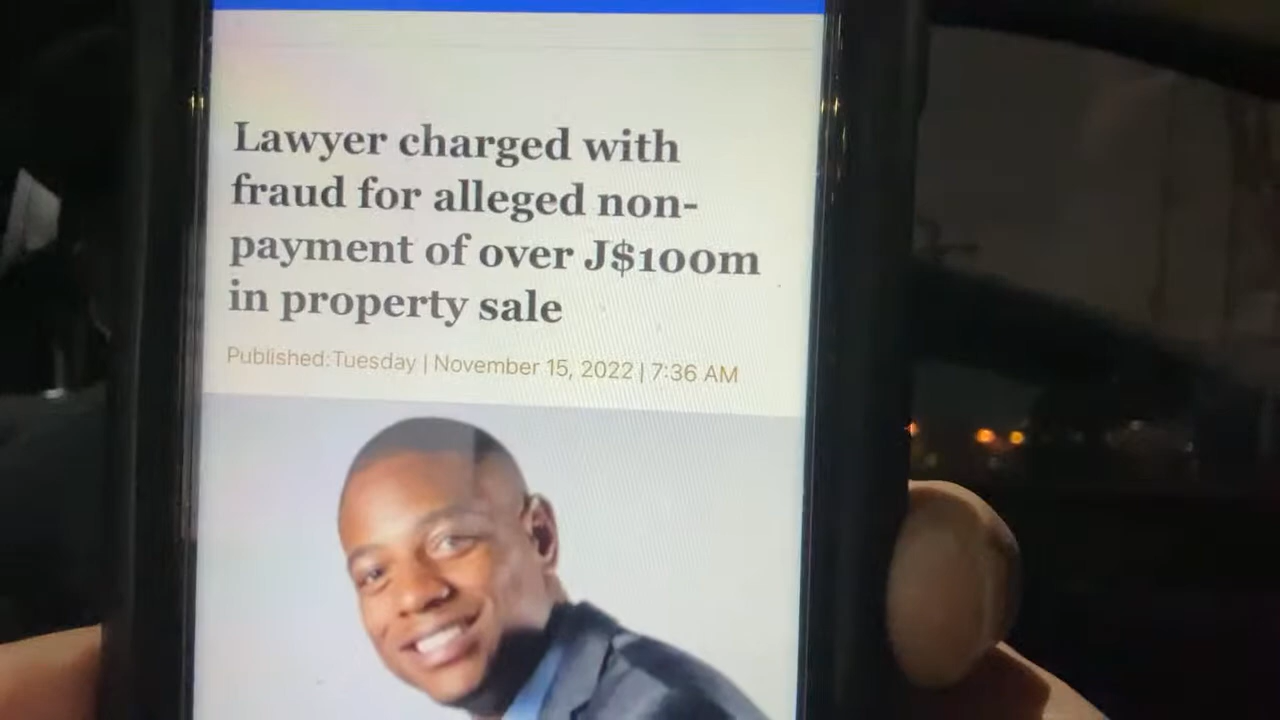 Lawyer charged with
fraud for alleged non-
payment of over J$100m
in property sale
Published:Tuesday | November 15, 2022 | 7:36 AM